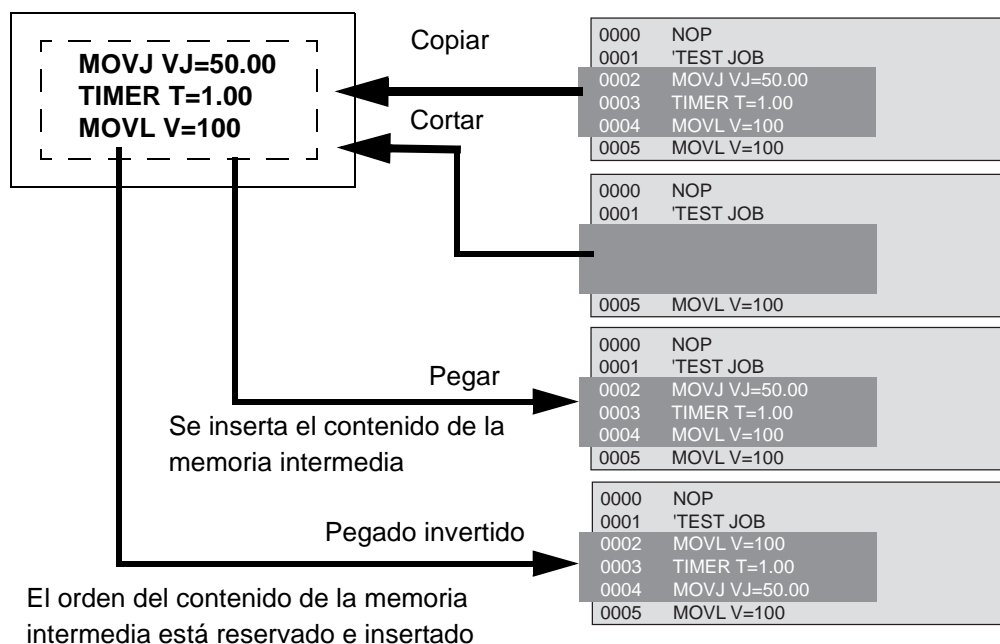 MOVJ VJ=50.00
TIMER T=1.00
MOVL V=100
Copiar
Cortar
0000 NOP
0001 'TEST JOB
0002 MOVJ VJ=50.00
0003 TIMER T=1.00
0004 MOVL V=100
0005 MOVL V=100
0000 NOP
0001 'TEST JOB
0005 MOVL V=100
Pegar
Se inserta el contenido de la
memoria intermedia
0000 NOP
0001 'TEST JOB
0002 MOVJ VJ=50.00
0003 TIMER T=1.00
0004 MOVL V=100
0005 MOVL V=100
Pegado invertido
El orden del contenido de la memoria
intermedia está reservado e insertado
0000 NOP
0001 'TEST JOB
0002 MOVL V=100
0003 TIMER T=1.00
0004 MOVJ VJ=50.00
0005 MOVL V=100